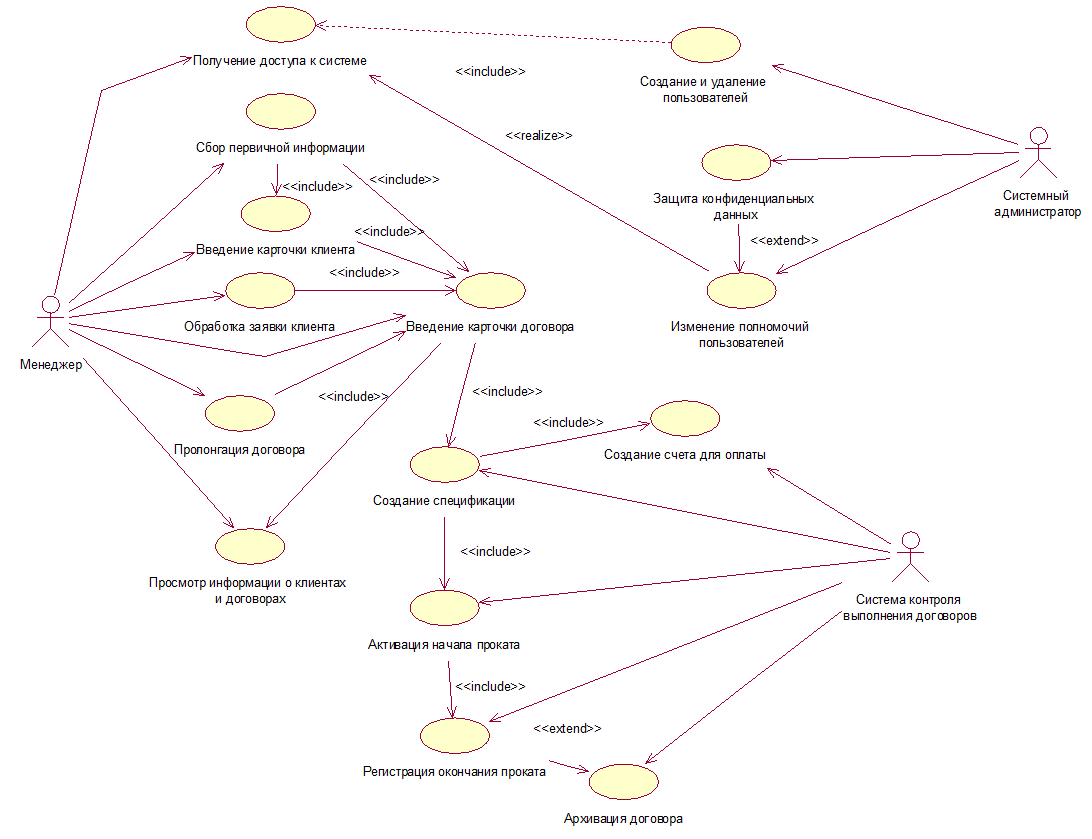 Получение доступа к системе
<<include>>
Создание и удаление
пользователей
<<realize>>
Сбор первичной информации
<<include>>
<<include>>
Защита конфиденциальных
данных
Системный
администратор
<<include>>
<<extend>>
Введение карточки клиента
<<include>>
Обработка заявки клиента
Введение карточки договора
Изменение полномочий
пользователей
Менеджер
<<include>>
<<include>>
<<include>>
Пролонгация договора
Создание счета для оплаты
Создание спецификации
<<include>>
Просмотр информации о клиентах
и договорах
Система контроля
выполнения договоров
Активация начала проката
<<include>>
<<extend>>
Регистрация окончания проката
Архивация договора